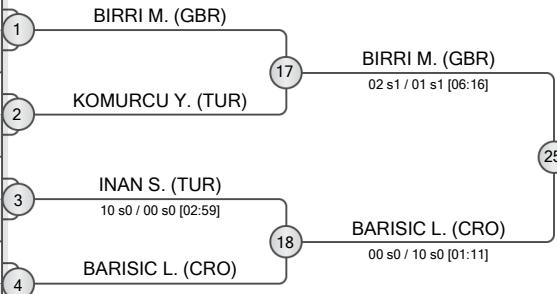 BIRRI M. (GBR)
1
17
BIRRI M. (GBR)
02 s1 / 01 s1 [06:16]
KOMURCU Y. (TUR)
2
25
INAN S. (TUR)
3
10 s0 / 00 s0 [02:59]
18
BARISIC L. (CRO)
00 s0 / 10 s0 [01:11]
BARISIC L. (CRO)
4